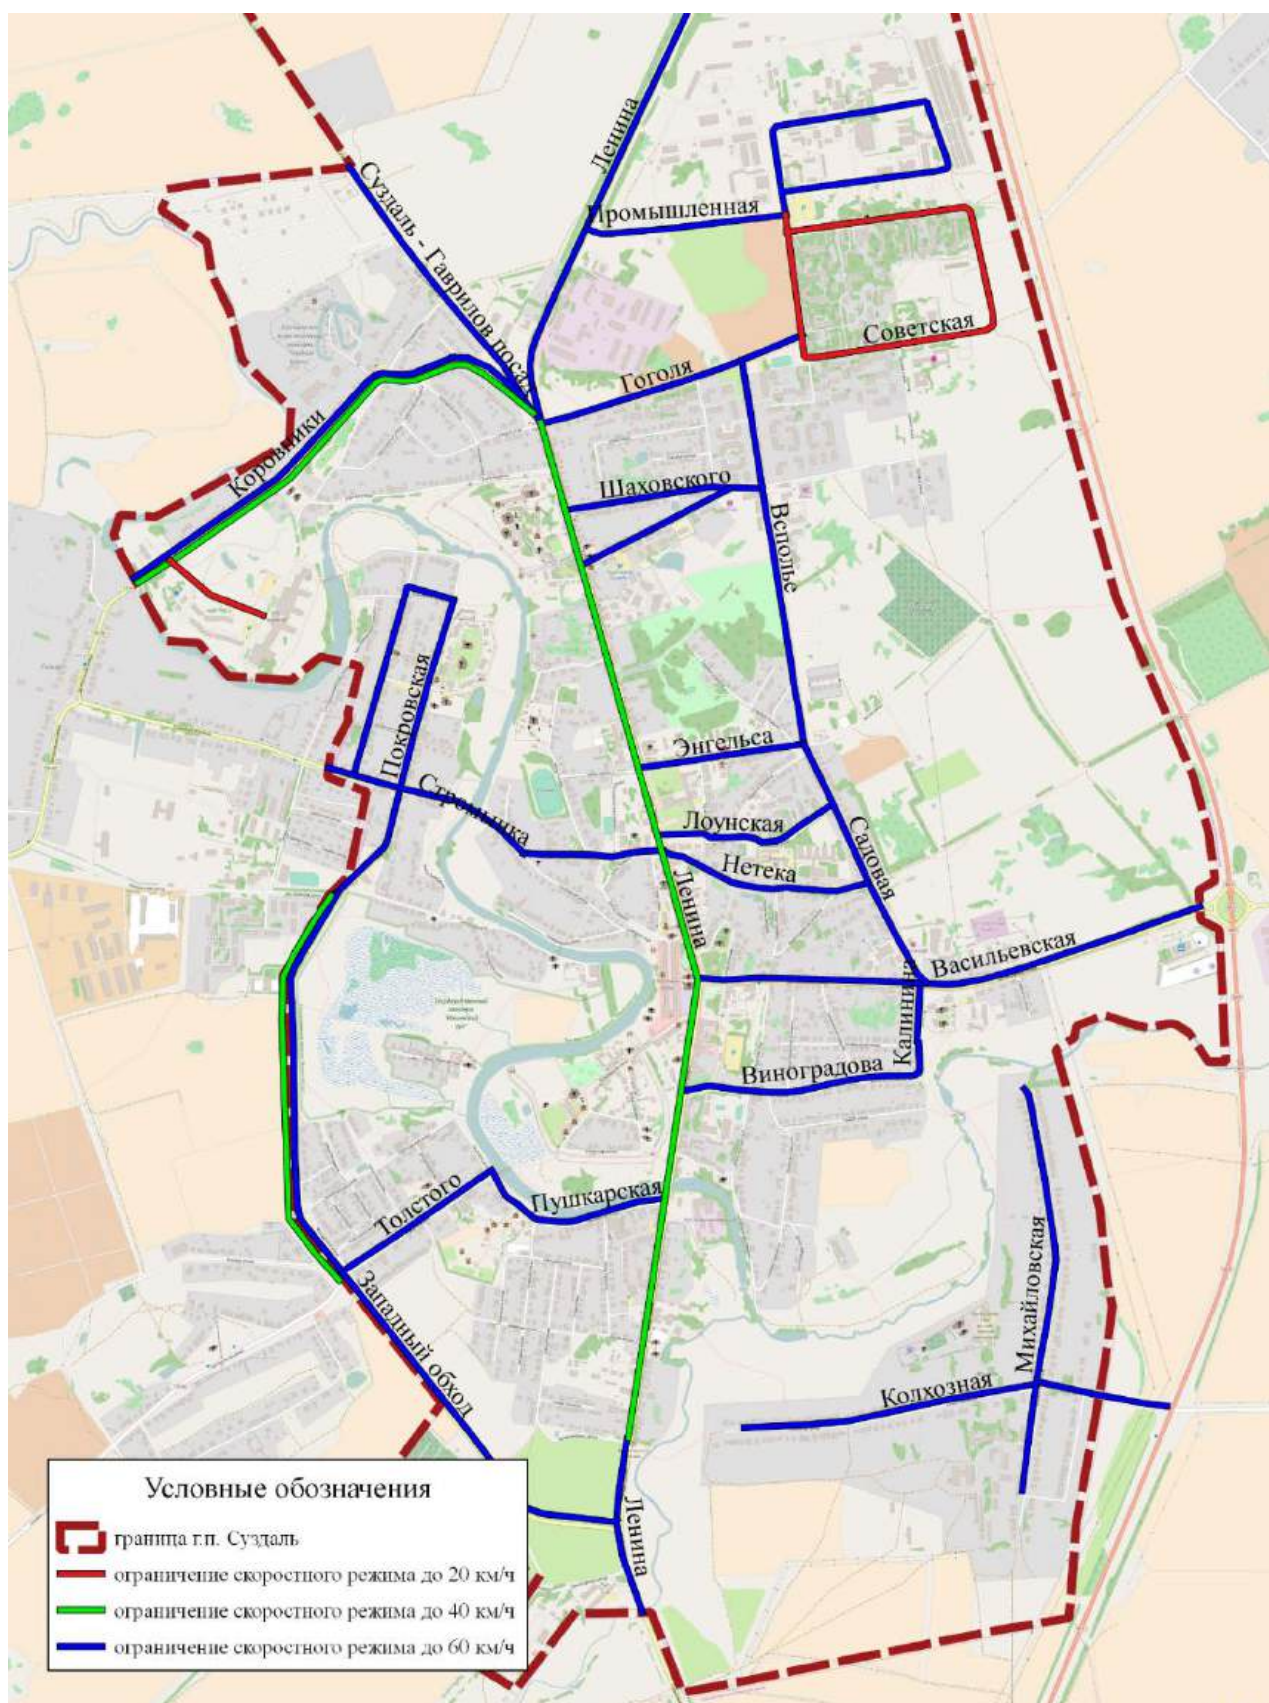 Ленина
Промышленная
Суздаль - Гаврилов посад
Советская
Гоголя
Коровники
Шаховского
Всполье
Покровская
Энгельса
Стромынка
Лоунская
Садовая
Нетека
Ленина
Васильевская
Калинина
Виноградова
Толстого
Пушкарская
Михайловская
Западный обход
Колхозная
Ленина
Условные обозначения
граница г.п. Суздаль
ограничение скоростного режима до 20 км/ч
ограничение скоростного режима до 40 км/ч
ограничение скоростного режима до 60 км/ч